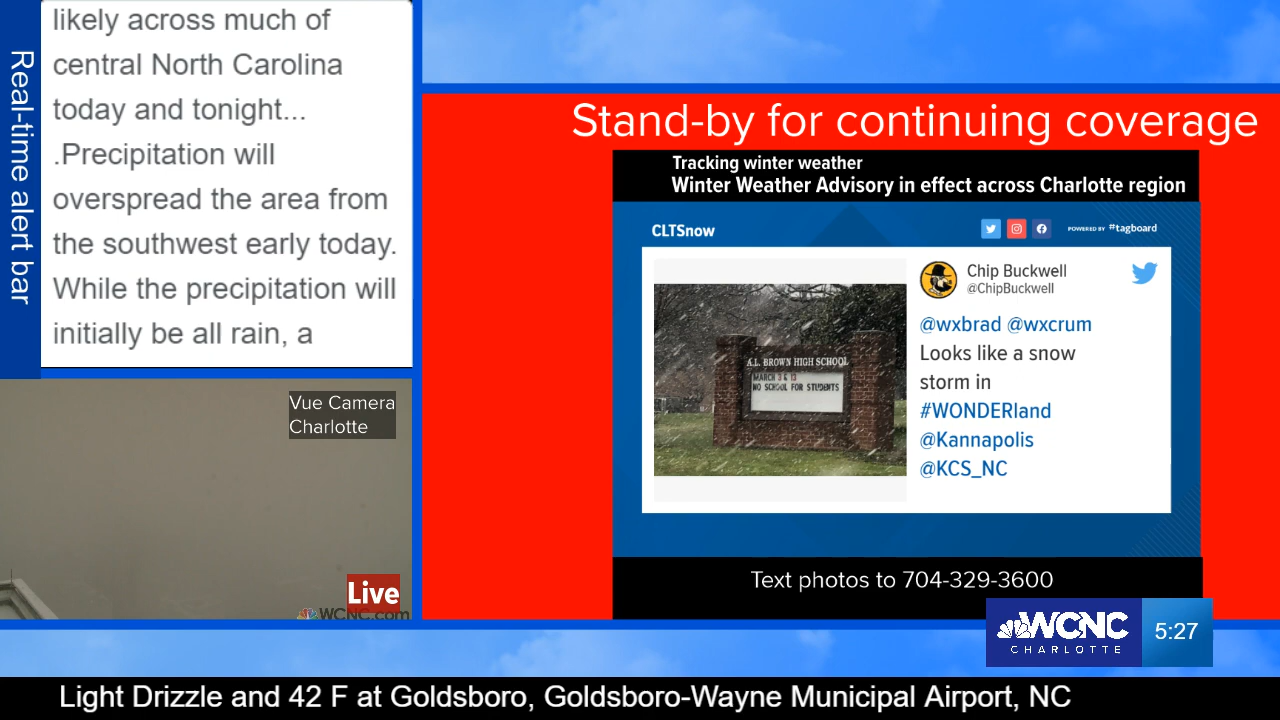 Real-time alert bar
likely across much of
central North Carolina
today and tonight...
.Precipitation will
overspread the area from
the southwest early today.
While the precipitation will
initially be all rain, a
Vue Camera
Charlotte
Live
WCNC.com
Stand-by for continuing coverage
Tracking winter weather
Winter Weather Advisory in effect across Charlotte region
CLTSnow
POWERED BY #tagboard
A.L. BROWN HIGH SCHOOL
MARCH 3 & 13
NO SCHOOL FOR STUDENTS
Chip Buckwell
@ChipBuckwell
@wxbrad @wxcrum
Looks like a snow
storm in
#WONDERland
@Kannapolis
@KCS_NC
Text photos to 704-329-3600
WCNC
CHARLOTTE
5:27
Light Drizzle and 42 F at Goldsboro, Goldsboro-Wayne Municipal Airport, NC